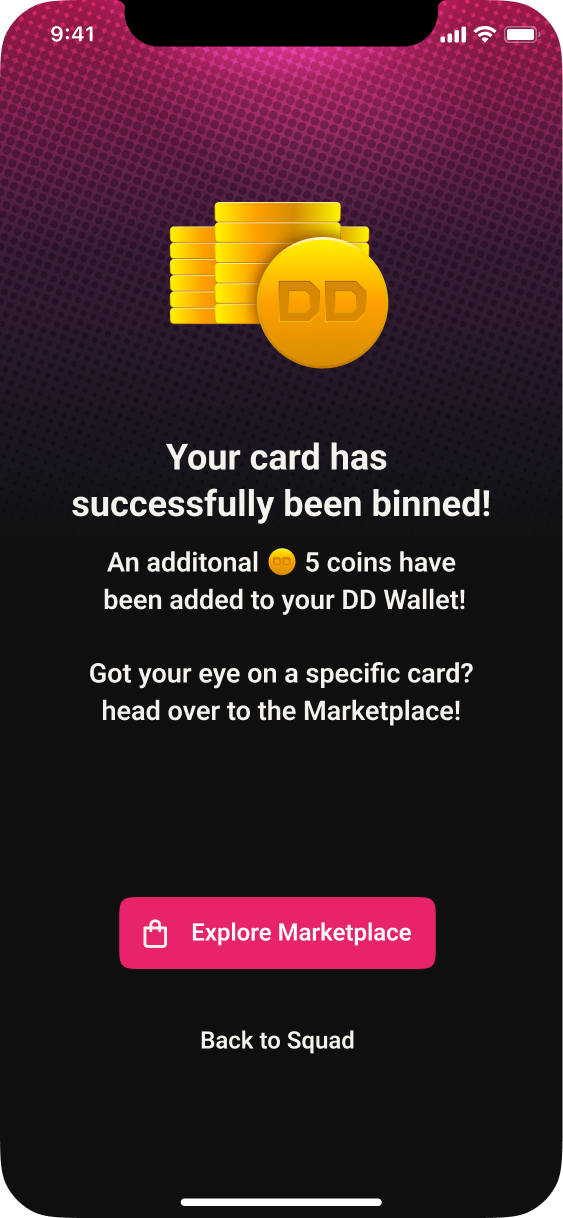 9:41
DD
Your card has
successfully been binned!
An additonal DD 5 coins have
been added to your DD Wallet!
Got your eye on a specific card?
head over to the Marketplace!
Explore Marketplace
Back to Squad